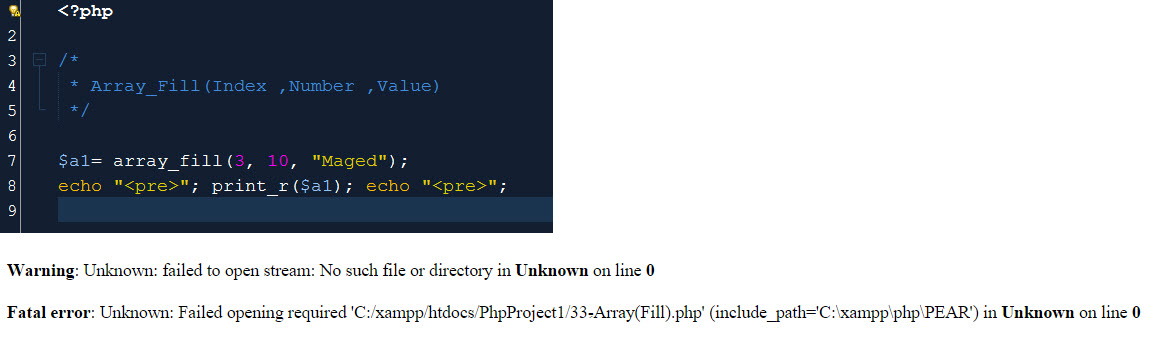 <?php
2
3 /*
4 * Array_Fill(Index ,Number ,Value)
5 */
6
7 $a1= array_fill(3, 10, "Maged");
8 echo "<pre>"; print_r($a1); echo "<pre>";
9
Warning: Unknown: failed to open stream: No such file or directory in Unknown on line 0
Fatal error: Unknown: Failed opening required 'C:/xampp/htdocs/PhpProject1/33-Array(Fill).php' (include_path='C:\xampp\php\PEAR') in Unknown on line 0